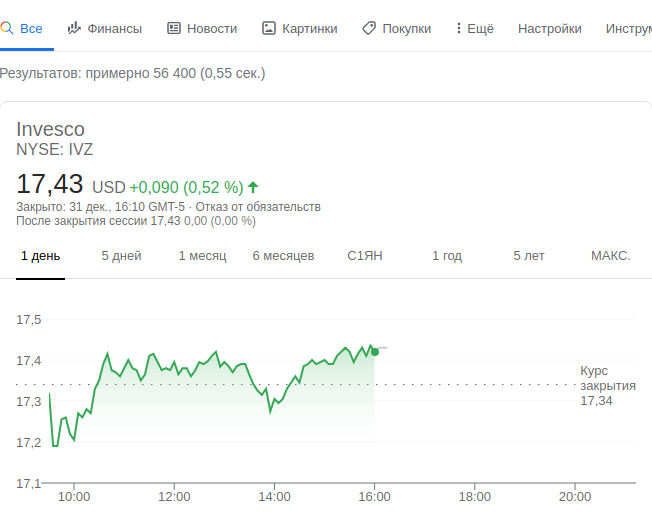 Все Финансы Новости Картинки Покупки Ещё Настройки Инструм
Результатов: примерно 56 400 (0,55 сек.)
Invesco
NYSE: IVZ
17,43 USD +0,090 (0,52 %)
Закрыто: 31 дек., 16:10 GMT-5 · Отказ от обязательств
После закрытия сессии 17,43 0,00 (0,00 %)
1 день 5 дней 1 месяц 6 месяцев С1ЯН 1 год 5 лет МАКС.
17,5
17,4
Курс
закрытия
17,34
17,3
17,2
17,1
10:00 12:00 14:00 16:00 18:00 20:00